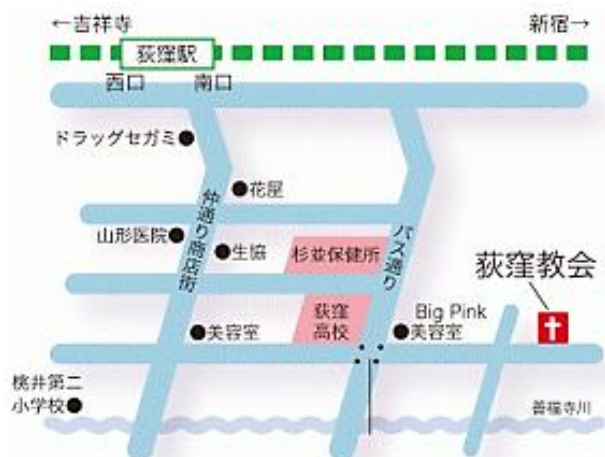 ←吉祥寺
新宿→
荻窪駅
西口
南口
ドラッグセガミ
花屋
仲通り商店街
バス通り
山形医院
生協
杉並保健所
荻窪教会
荻窪
高校
Big Pink
美容室
美容室
桃井第二
小学校
善福寺川